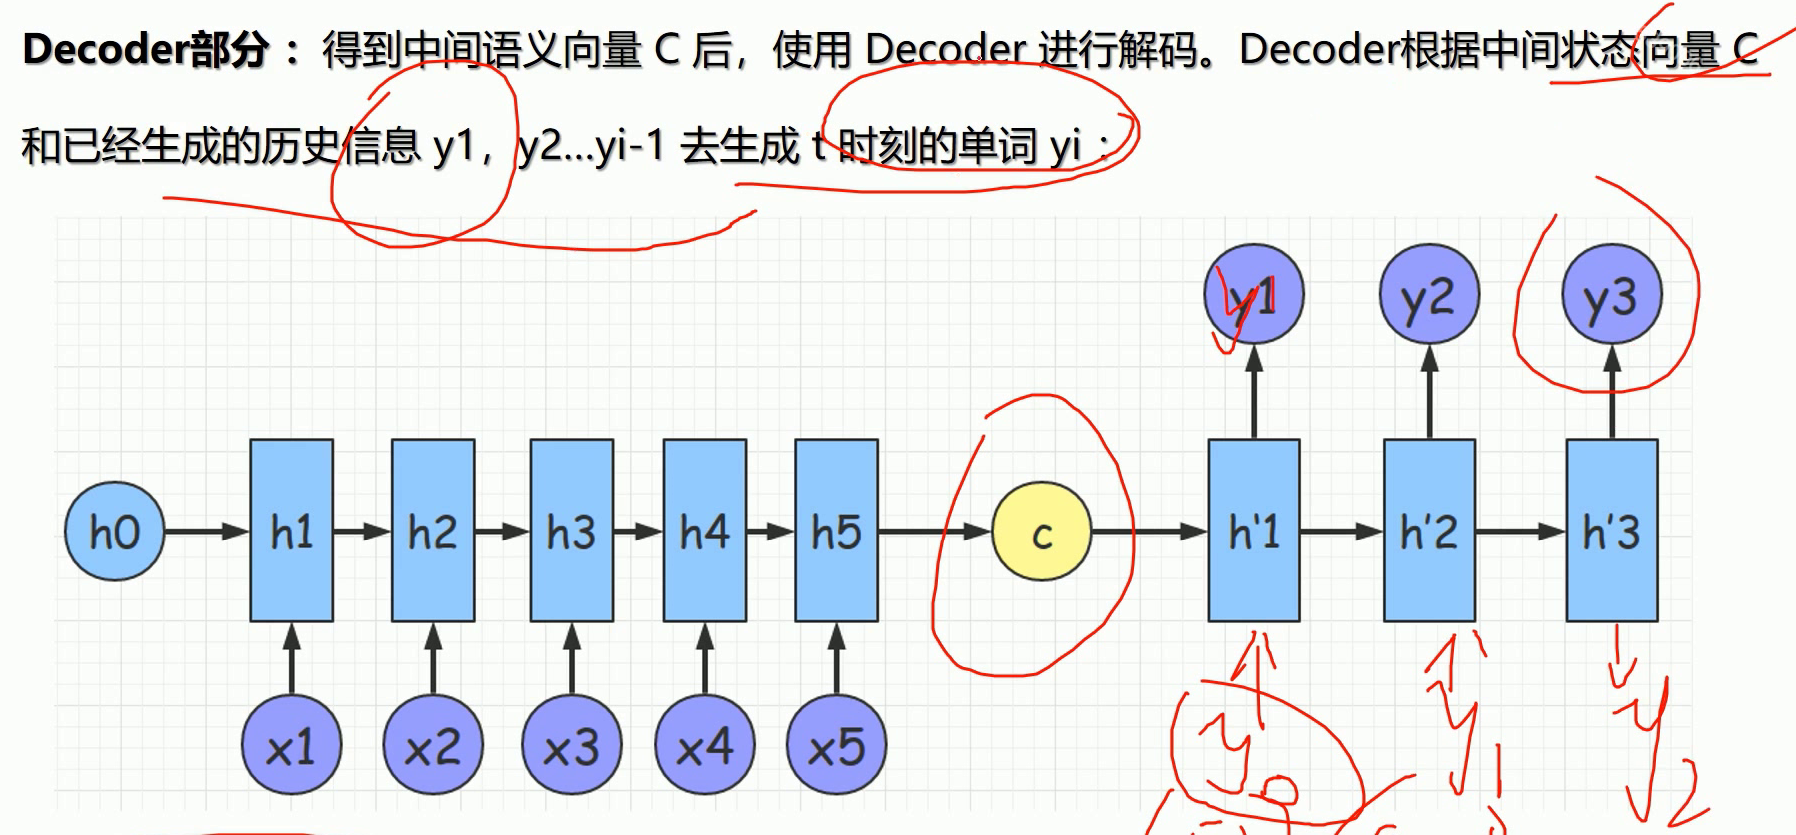 Decoder部分： 得到中间语义向量 C 后，使用 Decoder 进行解码。Decoder根据中间状态向量 C
和已经生成的历史信息 y1，y2...yi-1 去生成 t 时刻的单词 yi：
y1 y2 y3
h0 h1 h2 h3 h4 h5 c h'1 h'2 h'3
x1 x2 x3 x4 x5
y0 y1 y2